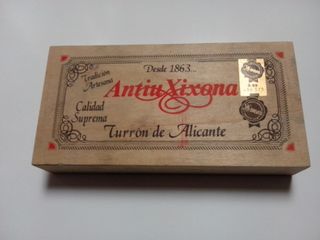 Desde 1863...
Tradición
Artesana
Antiu Xixona
Calidad
Suprema
Turrón de Alicante